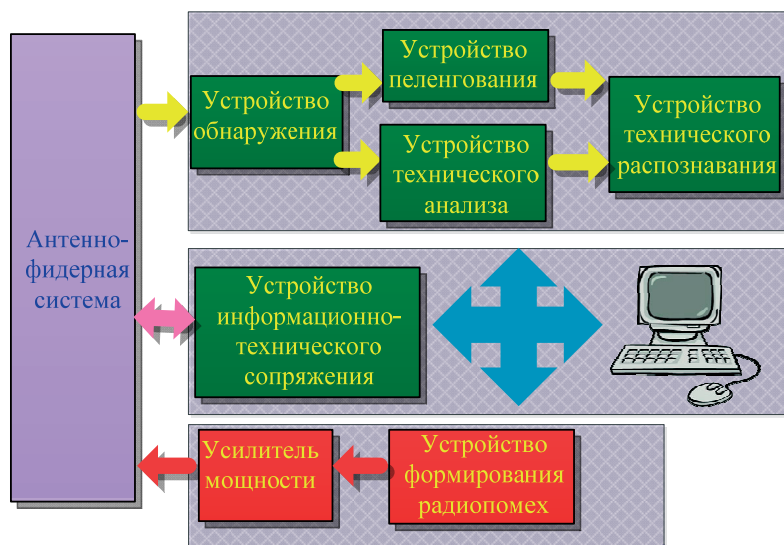 Антенно-
фидерная
система
Устройство
обнаружения
Устройство
пеленгования
Устройство
технического
анализа
Устройство
технического
распознавания
Устройство
информационно-
технического
сопряжения
Усилитель
мощности
Устройство
формирования
радиопомех